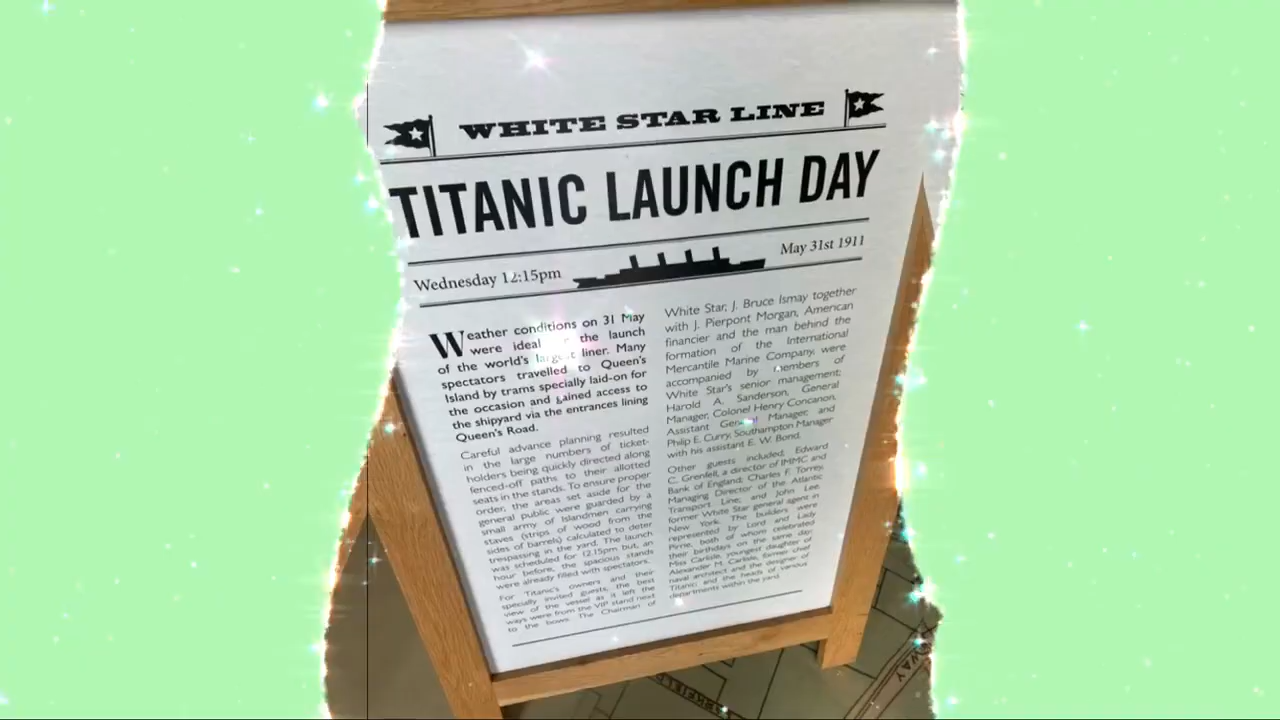 WHITE STAR LINE
TITANIC LAUNCH DAY
Wednesday 12:15pm
May 31st 1911
Weather conditions on 31 May
were ideal the launch
of the world's largest liner. Many
spectators travelled to Queen's
Island by trams specially laid-on for
the occasion and gained access to
the shipyard via the entrances lining
Queen's Road.
Careful advance planning resulted
in the large numbers of ticket-
holders being quickly directed along
fenced-off paths to their allotted
seats in the stands. To ensure proper
order, the areas set aside for the
general public were guarded by a
small army of Islandmen carrying
staves (strips of wood from the
sides of barrels) calculated to deter
trespassing in the yard. The launch
was scheduled for 12.15pm but, an
hour before, the spacious stands
were already filled with spectators.
For Titanic's owners and their
specially invited guests, the best
view of the vessel as it left the
ways were from the VIP stand next
to the bows. The Chairman of
White Star, J. Bruce Ismay together
with J. Pierpont Morgan, American
financier and the man behind the
formation of the International
Mercantile Marine Company, were
accompanied by members of
White Star's senior management;
Harold A. Sanderson, General
Manager, Colonel Henry Concanon,
Assistant General Manager, and
Philip E. Curry, Southampton Manager
with his assistant E. W. Bond.
Other guests included, Edward
C. Grenfell, a director of IMMC and
Bank of England; Charles F. Torrey,
Managing Director of the Atlantic
Transport Line; and John Lee,
former White Star general agent in
New York. The builders were
represented by Lord and Lady
Pirrie, both of whom celebrated
their birthdays on the same day;
Miss Carlisle, youngest daughter of
Alexander M. Carlisle, former chief
naval architect and the designer of
Titanic; and the heads of various
departments within the yard.